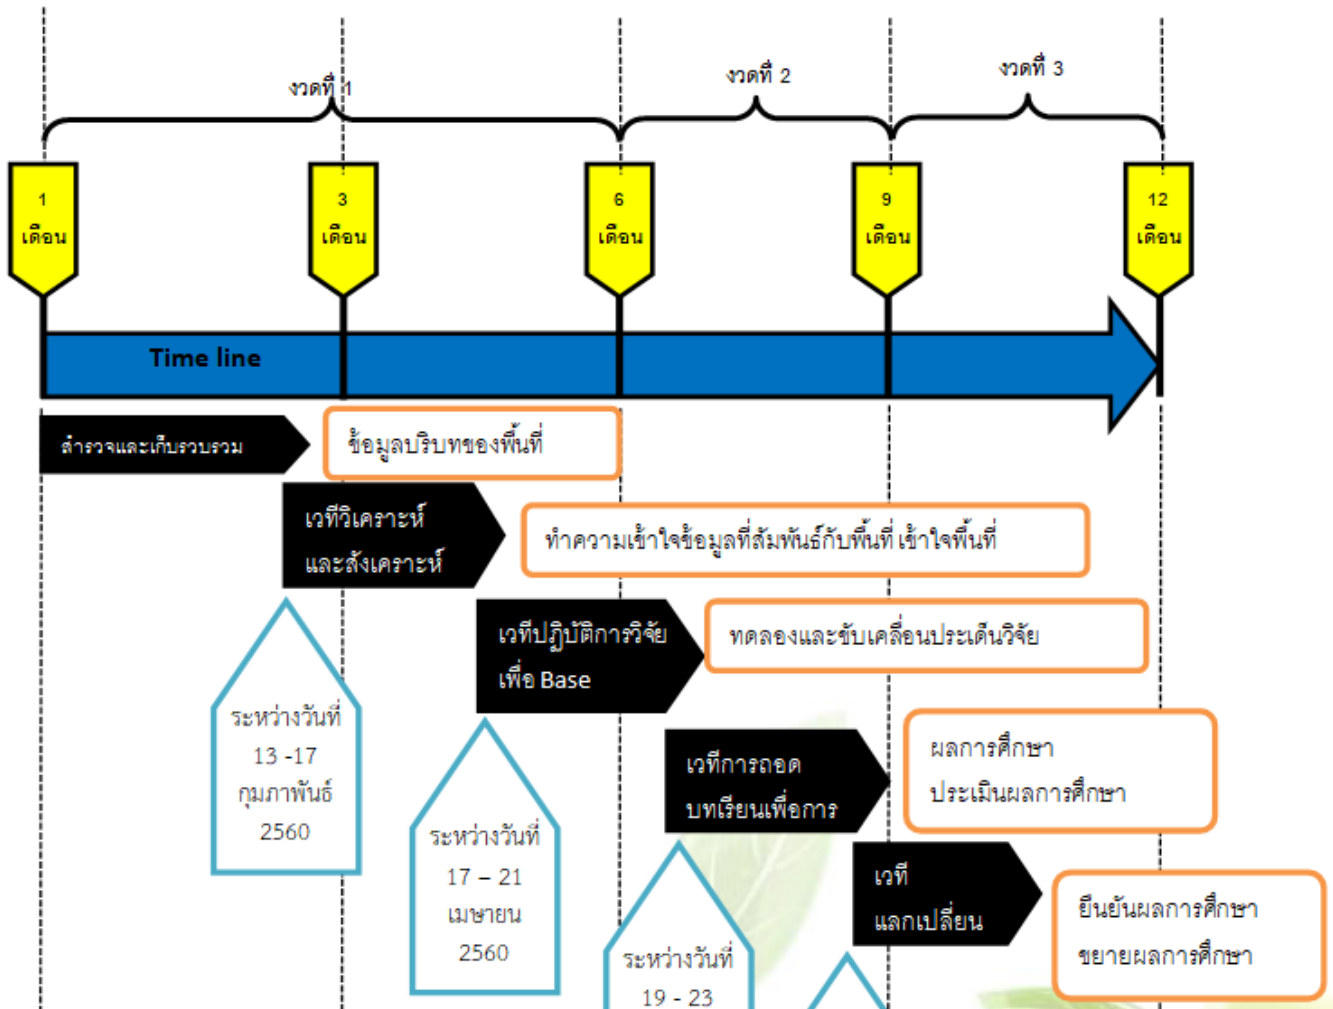 งวดที่ 1
งวดที่ 2
งวดที่ 3
1
เดือน
3
เดือน
6
เดือน
9
เดือน
12
เดือน
Time line
สำรวจและเก็บรวบรวม
ข้อมูลบริบทของพื้นที่
เวทีวิเคราะห์
และสังเคราะห์
ทำความเข้าใจข้อมูลที่สัมพันธ์กับพื้นที่ เข้าใจพื้นที่
เวทีปฏิบัติการวิจัย
เพื่อ Base
ทดลองและขับเคลื่อนประเด็นวิจัย
ระหว่างวันที่
13 -17
กุมภาพันธ์
2560
เวทีการถอด
บทเรียนเพื่อการ
ผลการศึกษา
ประเมินผลการศึกษา
ระหว่างวันที่
17 – 21
เมษายน
2560
เวที
แลกเปลี่ยน
ยืนยันผลการศึกษา
ขยายผลการศึกษา
ระหว่างวันที่
19 - 23